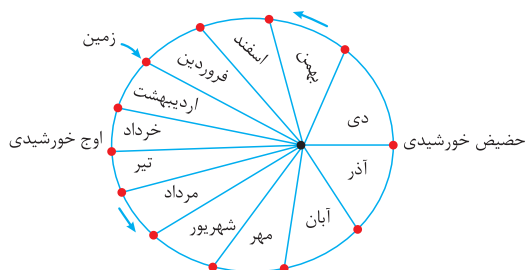 زمین
بهمن
اسفند
فروردین
اردیبهشت
خرداد
تیر
مرداد
شهریور
مهر
آبان
آذر
دی
اوج خورشیدی
حضیض خورشیدی